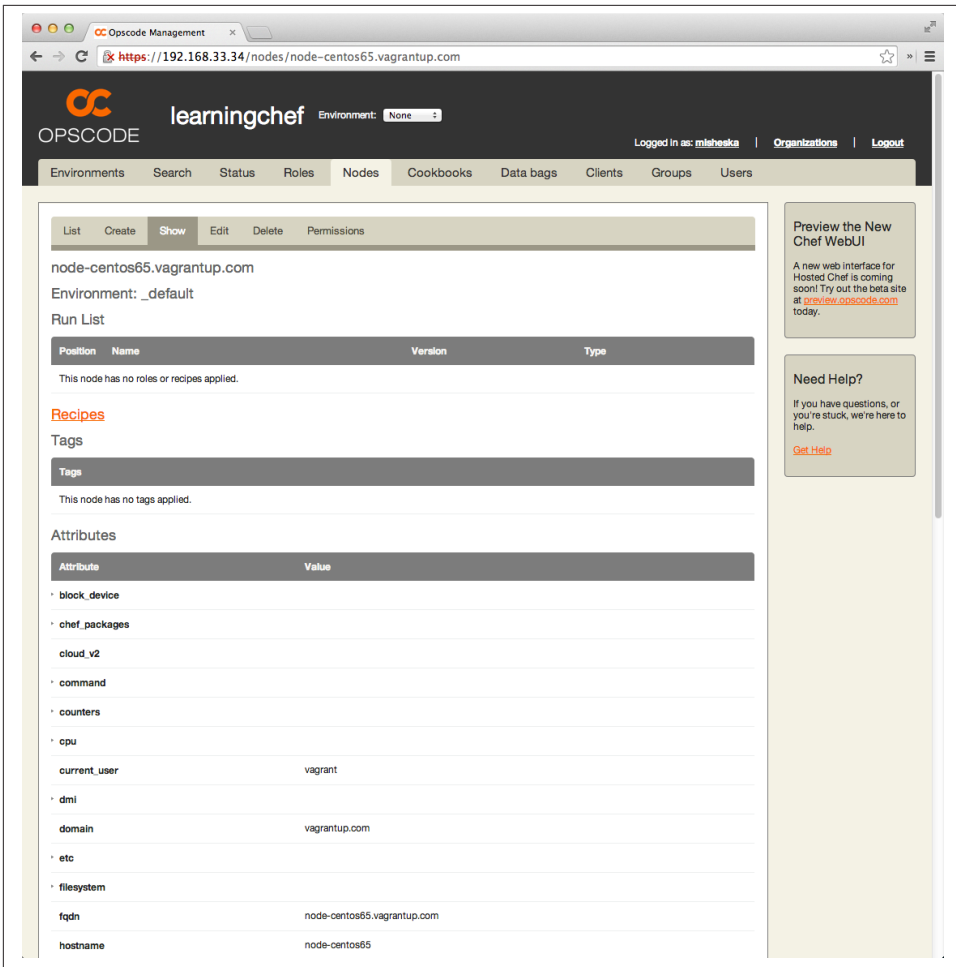 Opscode Management
https://192.168.33.34/nodes/node-centos65.vagrantup.com
OPSCODE
learningchef
Environment: None
Logged in as: misheska | Organizations | Logout
Environments Search Status Roles Nodes Cookbooks Data bags Clients Groups Users
List Create Show Edit Delete Permissions
node-centos65.vagrantup.com
Environment: _default
Run List
Position Name Version Type
This node has no roles or recipes applied.
Recipes
Tags
Tags
This node has no tags applied.
Attributes
Attribute Value
block_device
chef_packages
cloud_v2
command
counters
cpu
current_user vagrant
dmi
domain vagrantup.com
etc
filesystem
fqdn node-centos65.vagrantup.com
hostname node-centos65
Preview the New
Chef WebUI
A new web interface for
Hosted Chef is coming
soon! Try out the beta site
at preview.opscode.com
today.
Need Help?
If you have questions, or
you're stuck, we're here to
help.
Get Help